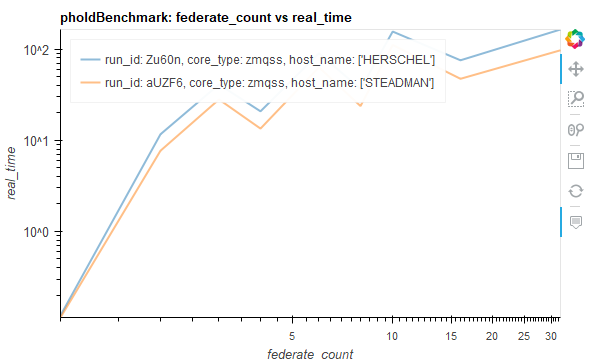 pholdBenchmark: federate_count vs real_time
10^2
run_id: Zu60n, core_type: zmqss, host_name: ['HERSCHEL']
run_id: aUZF6, core_type: zmqss, host_name: ['STEADMAN']
10^1
real_time
10^0
5 10 15 20 25 30
federate_count